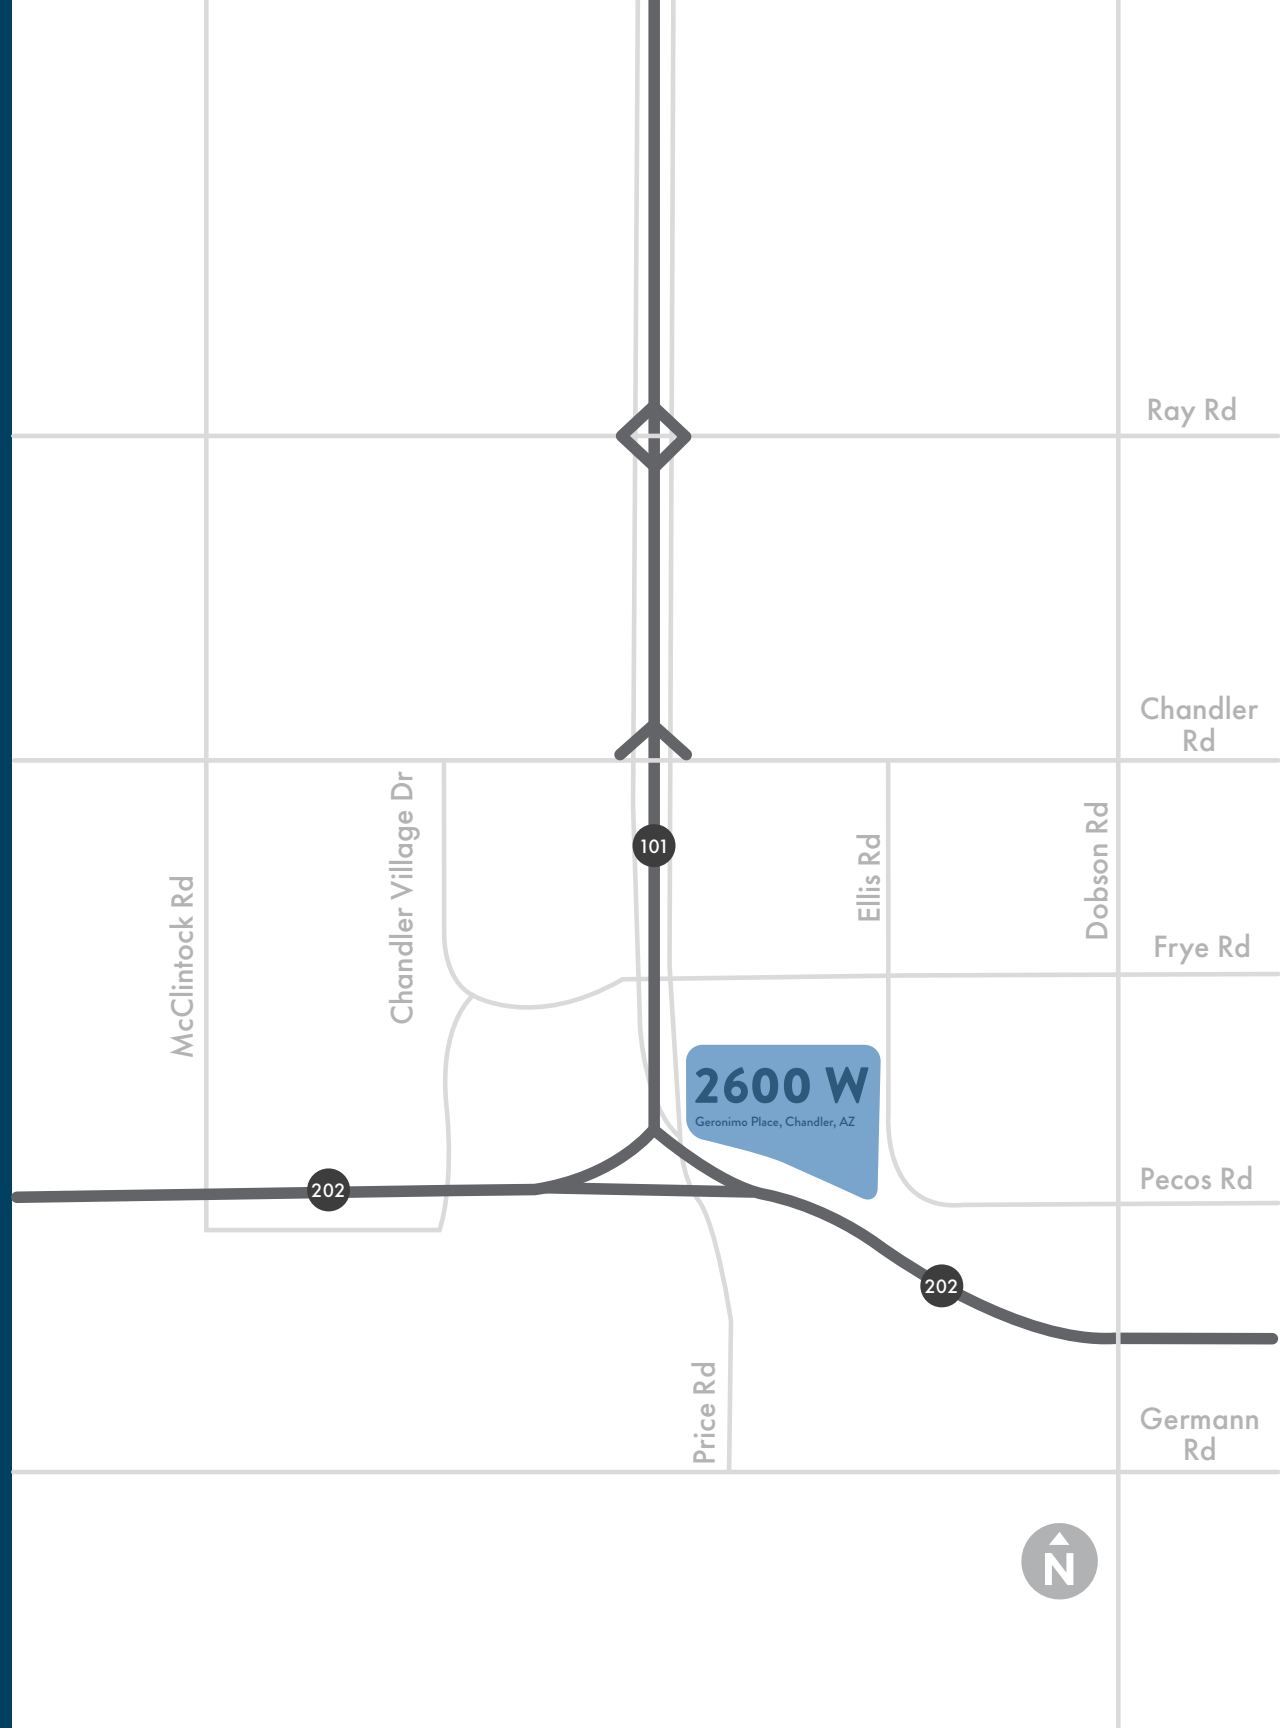 Ray Rd
Chandler
Rd
Chandler Village Dr
Dobson Rd
101
Ellis Rd
McClintock Rd
Frye Rd
2600 W
Geronimo Place, Chandler, AZ
Pecos Rd
202
202
Price Rd
Germann
Rd
N